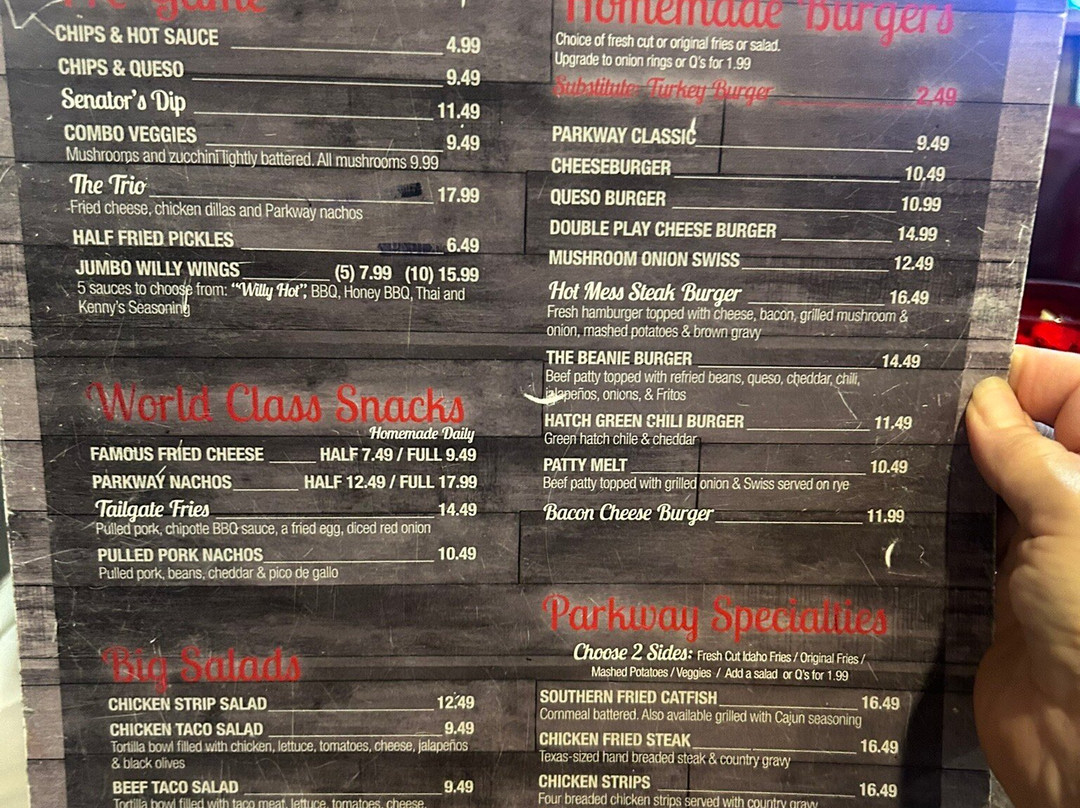 Pre-Game
CHIPS & HOT SAUCE 4.99
CHIPS & QUESO 9.49
Senator's Dip 11.49
COMBO VEGGIES 9.49
Mushrooms and zucchini lightly battered. All mushrooms 9.99
The Trio 17.99
Fried cheese, chicken dillas and Parkway nachos
HALF FRIED PICKLES 6.49
JUMBO WILLY WINGS (5) 7.99 (10) 15.99
5 sauces to choose from: "Willy Hot", BBQ, Honey BBQ, Thai and
Kenny's Seasoning
World Class Snacks
Homemade Daily
FAMOUS FRIED CHEESE HALF 7.49 / FULL 9.49
PARKWAY NACHOS HALF 12.49 / FULL 17.99
Tailgate Fries 14.49
Pulled pork, chipotle BBQ sauce, a fried egg, diced red onion
PULLED PORK NACHOS 10.49
Pulled pork, beans, cheddar & pico de gallo
Big Salads
CHICKEN STRIP SALAD 12.49
CHICKEN TACO SALAD 9.49
Tortilla bowl filled with chicken, lettuce, tomatoes, cheese, jalapeños
& black olives
BEEF TACO SALAD 9.49
Tortilla bowl filled with taco meat, lettuce, tomatoes, cheese,
Homemade Burgers
Choice of fresh cut or original fries or salad.
Upgrade to onion rings or Q's for 1.99
Substitute Turkey Burger 2.49
PARKWAY CLASSIC 9.49
CHEESEBURGER 10.49
QUESO BURGER 10.99
DOUBLE PLAY CHEESE BURGER 14.99
MUSHROOM ONION SWISS 12.49
Hot Mess Steak Burger 16.49
Fresh hamburger topped with cheese, bacon, grilled mushroom &
onion, mashed potatoes & brown gravy
THE BEANIE BURGER 14.49
Beef patty topped with refried beans, queso, cheddar, chili,
jalapeños, onions, & Fritos
HATCH GREEN CHILI BURGER 11.49
Green hatch chile & cheddar
PATTY MELT 10.49
Beef patty topped with grilled onion & Swiss served on rye
Bacon Cheese Burger 11.99
Parkway Specialties
Choose 2 Sides: Fresh Cut Idaho Fries / Original Fries /
Mashed Potatoes / Veggies / Add a salad or Q's for 1.99
SOUTHERN FRIED CATFISH 16.49
Cornmeal battered. Also available grilled with Cajun seasoning
CHICKEN FRIED STEAK 16.49
Texas-sized hand breaded steak & country gravy
CHICKEN STRIPS 16.49
Four breaded chicken strips served with country gravy